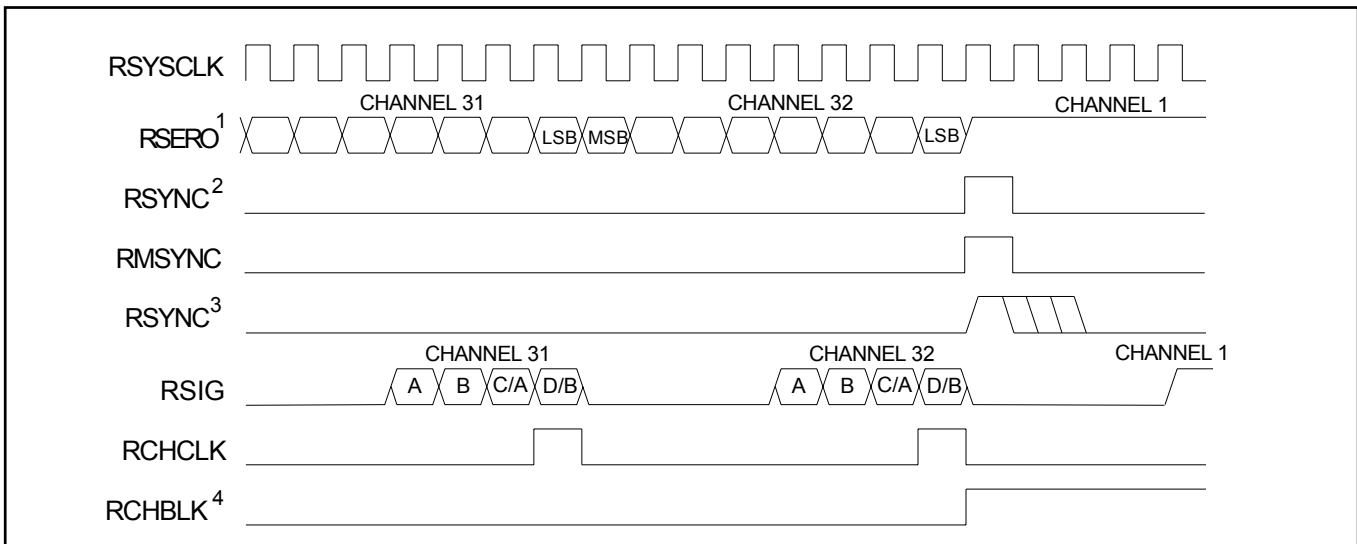 RSYSCLK
CHANNEL 31 CHANNEL 32 CHANNEL 1
RSERO1 LSB MSB LSB
RSYNC2
RMSYNC
RSYNC3
CHANNEL 31 CHANNEL 32 CHANNEL 1
RSIG A B C/A D/B A B C/A D/B
RCHCLK
RCHBLK4